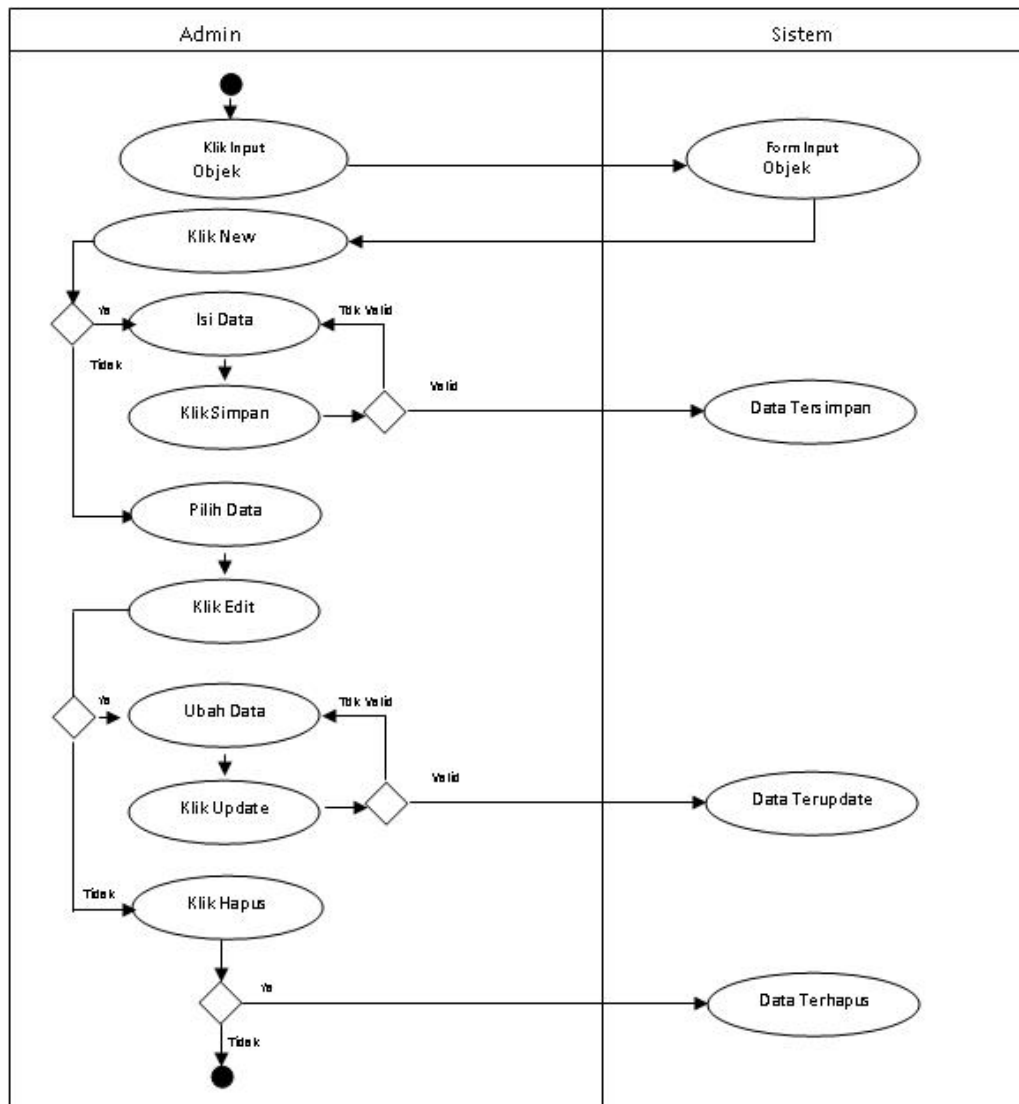 Admin
Sistem
Klik Input
Objek
Form Input
Objek
Klik New
Ya
Isi Data
Tdk Valid
Tidak
Klik Simpan
Valid
Data Tersimpan
Pilih Data
Klik Edit
Ya
Ubah Data
Tdk Valid
Klik Update
Valid
Data Terupdate
Tidak
Klik Hapus
Ya
Data Terhapus
Tidak